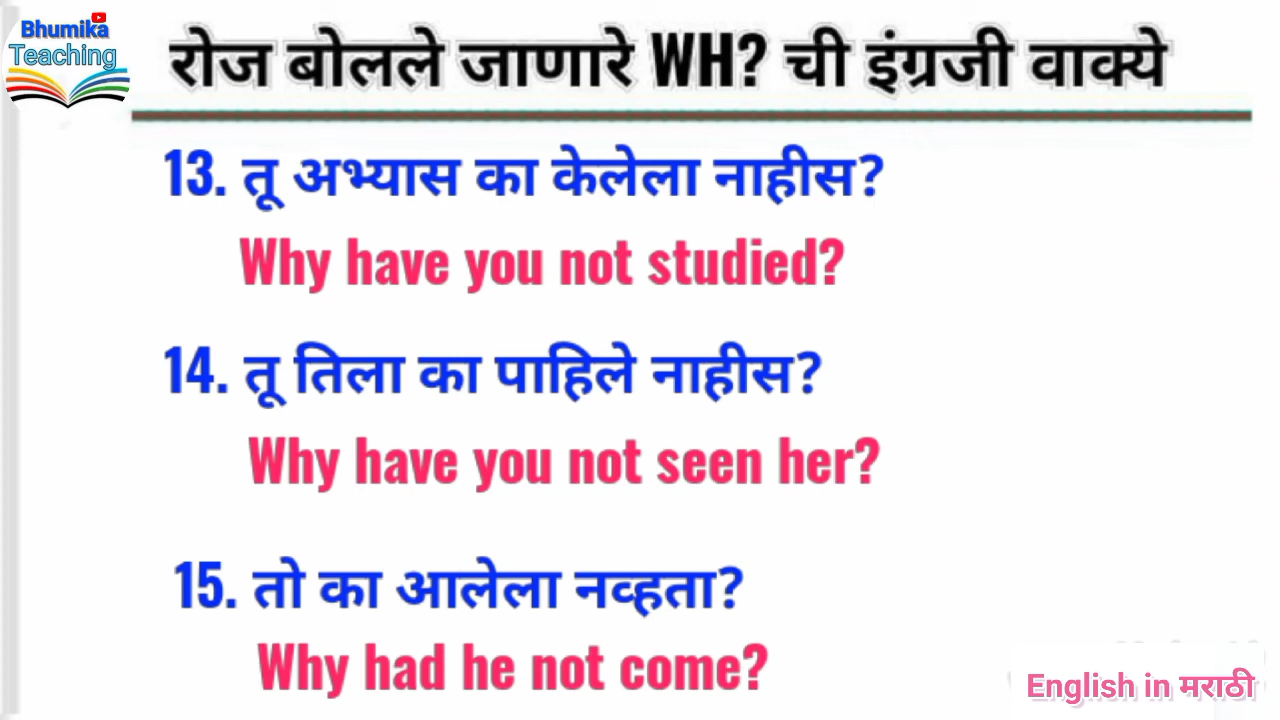 Bhumika
Teaching
रोज बोलले जाणारे WH? ची इंग्रजी वाक्ये
13. तू अभ्यास का केलेला नाहीस?
Why have you not studied?
14. तू तिला का पाहिले नाहीस?
Why have you not seen her?
15. तो का आलेला नव्हता?
Why had he not come?
English in मराठी